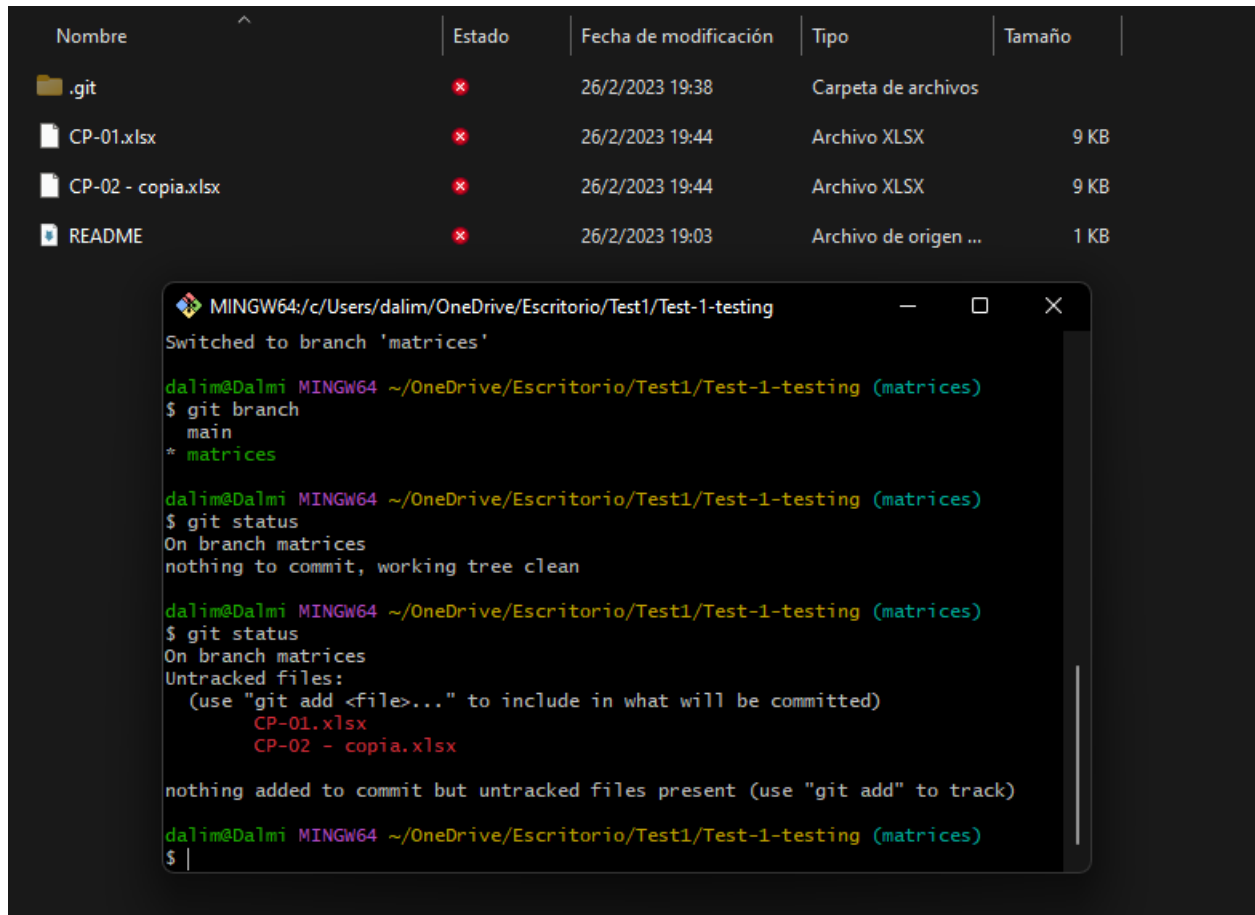 Nombre Estado Fecha de modificación Tipo Tamaño
.git 26/2/2023 19:38 Carpeta de archivos
CP-01.xlsx 26/2/2023 19:44 Archivo XLSX 9 KB
CP-02 - copia.xlsx 26/2/2023 19:44 Archivo XLSX 9 KB
README 26/2/2023 19:03 Archivo de origen ... 1 KB
MINGW64:/c/Users/dalim/OneDrive/Escritorio/Test1/Test-1-testing
Switched to branch 'matrices'
dalim@Dalmi MINGW64 ~/OneDrive/Escritorio/Test1/Test-1-testing (matrices)
$ git branch
main
* matrices
dalim@Dalmi MINGW64 ~/OneDrive/Escritorio/Test1/Test-1-testing (matrices)
$ git status
On branch matrices
nothing to commit, working tree clean
dalim@Dalmi MINGW64 ~/OneDrive/Escritorio/Test1/Test-1-testing (matrices)
$ git status
On branch matrices
Untracked files:
(use "git add <file>..." to include in what will be committed)
CP-01.xlsx
CP-02 - copia.xlsx
nothing added to commit but untracked files present (use "git add" to track)
dalim@Dalmi MINGW64 ~/OneDrive/Escritorio/Test1/Test-1-testing (matrices)
$